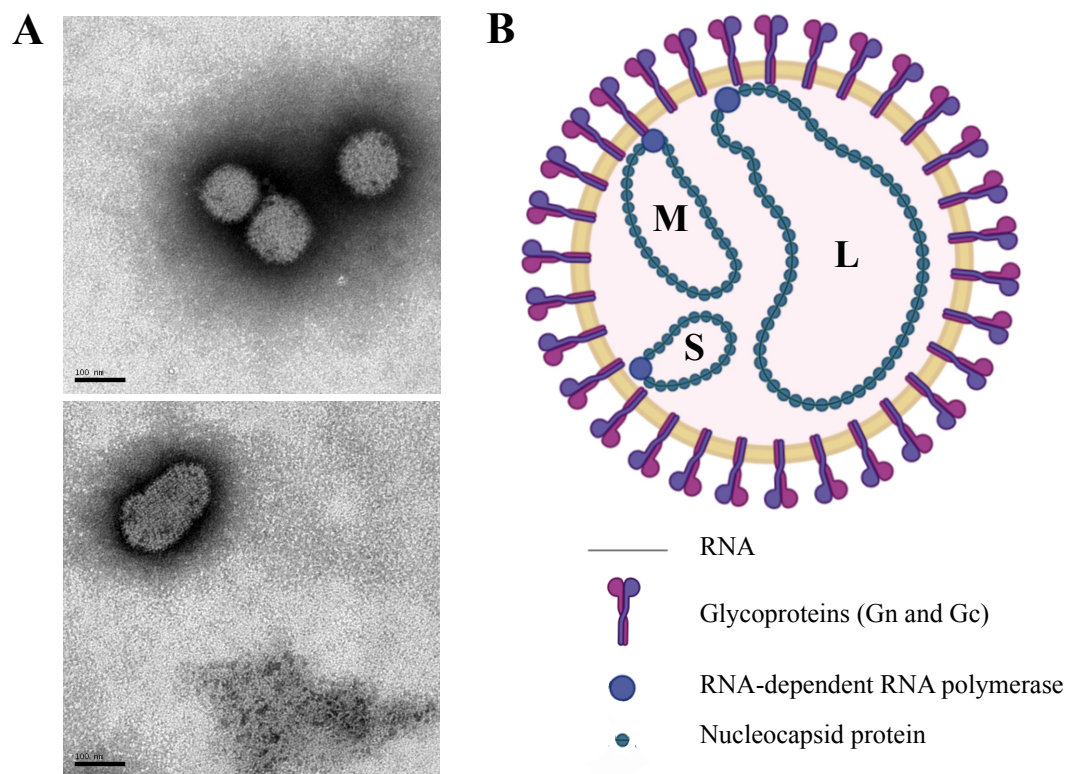 A
100 nm
100 nm
B
M
L
S
RNA
Glycoproteins (Gn and Gc)
RNA-dependent RNA polymerase
Nucleocapsid protein